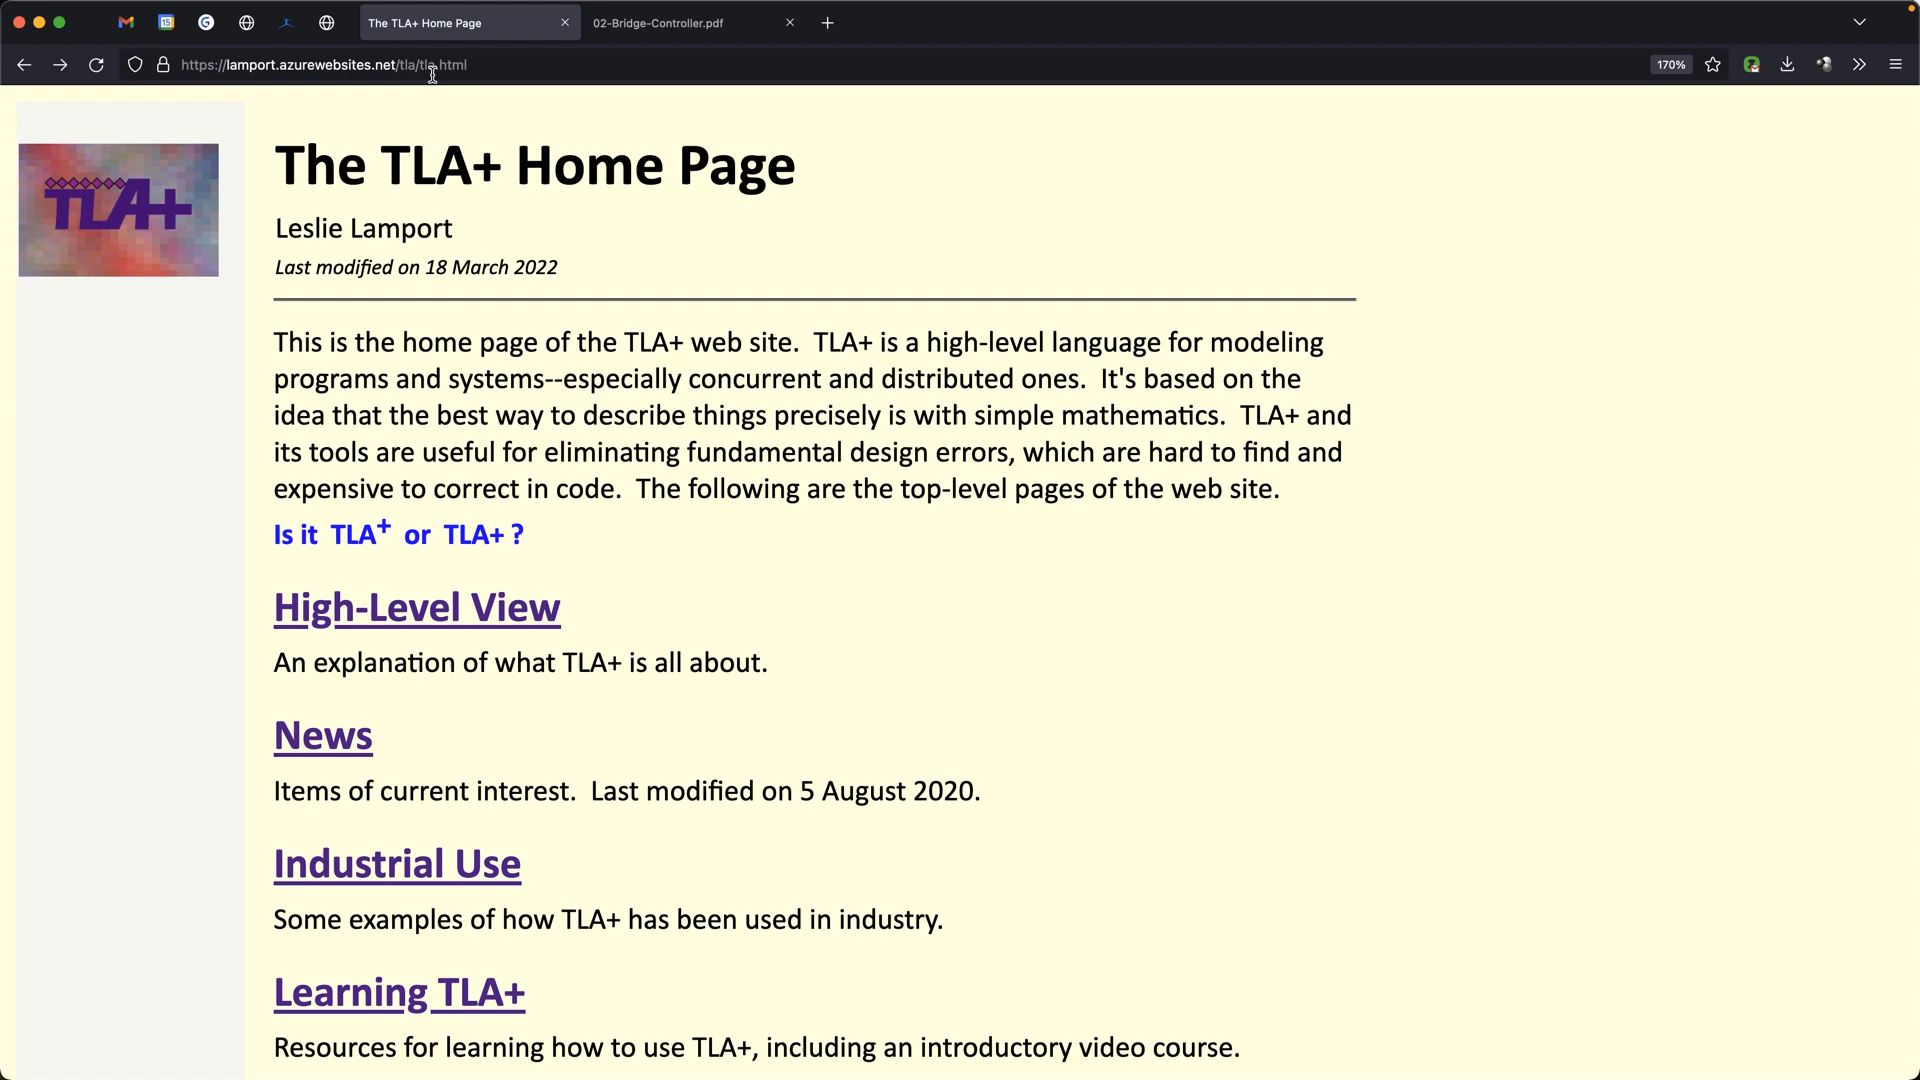 The TLA+ Home Page
02-Bridge-Controller.pdf
15
https://lamport.azurewebsites.net/tla/tla.html
170%
TLA+
The TLA+ Home Page
Leslie Lamport
Last modified on 18 March 2022
This is the home page of the TLA+ web site. TLA+ is a high-level language for modeling
programs and systems--especially concurrent and distributed ones. It's based on the
idea that the best way to describe things precisely is with simple mathematics. TLA+ and
its tools are useful for eliminating fundamental design errors, which are hard to find and
expensive to correct in code. The following are the top-level pages of the web site.
Is it TLA+ or TLA+ ?
High-Level View
An explanation of what TLA+ is all about.
News
Items of current interest. Last modified on 5 August 2020.
Industrial Use
Some examples of how TLA+ has been used in industry.
Learning TLA+
Resources for learning how to use TLA+, including an introductory video course.